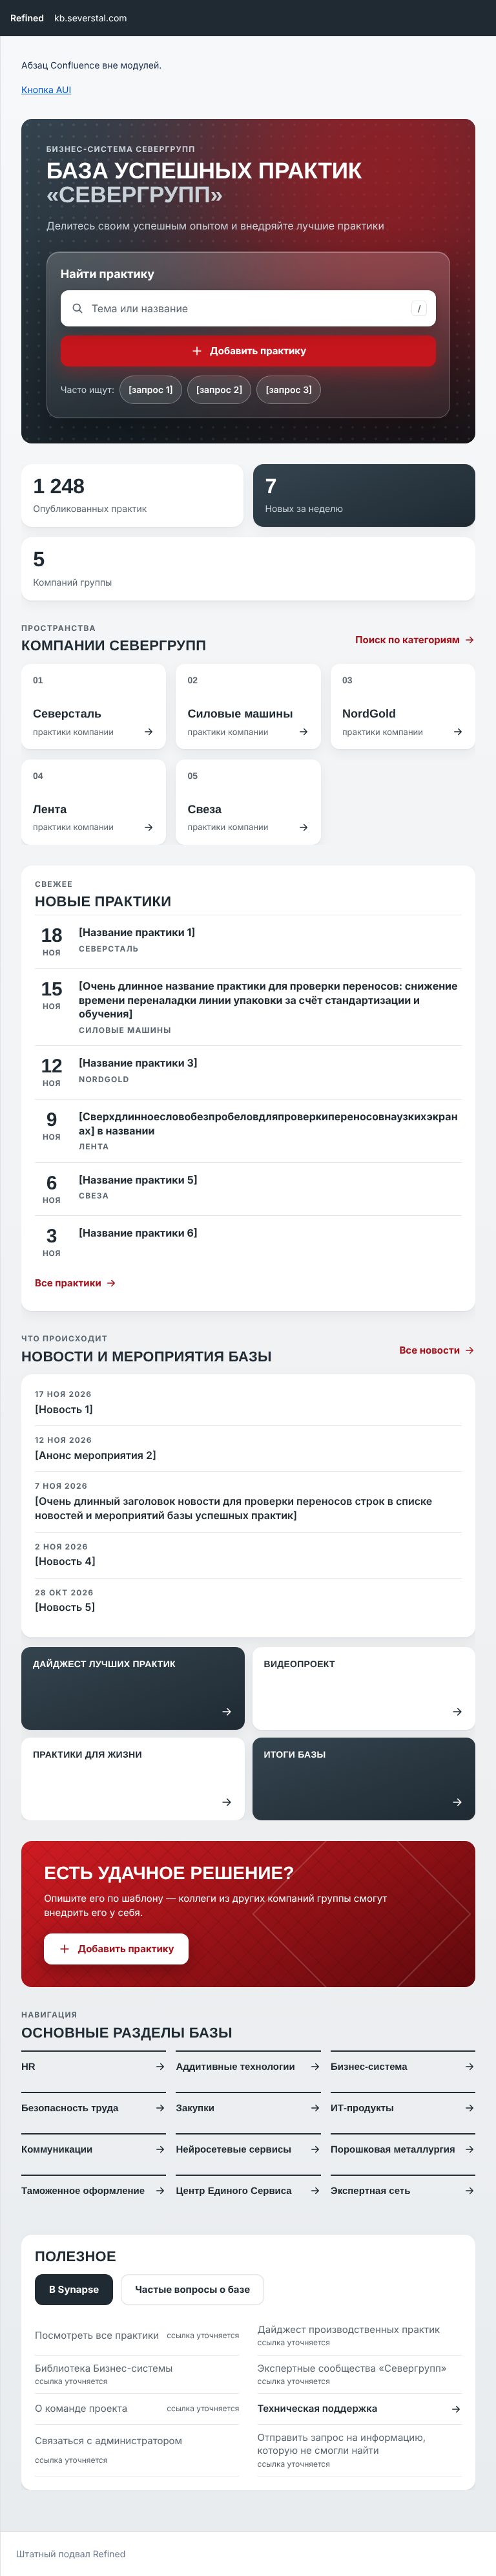 Refined kb.severstal.com
Абзац Confluence вне модулей.
Кнопка AUI
БИЗНЕС-СИСТЕМА СЕВЕРГРУПП
БАЗА УСПЕШНЫХ ПРАКТИК
«СЕВЕРГРУПП»
Делитесь своим успешным опытом и внедряйте лучшие практики
Найти практику
Тема или название /
Добавить практику
Часто ищут: [запрос 1] [запрос 2] [запрос 3]
1 248
Опубликованных практик
7
Новых за неделю
5
Компаний группы
ПРОСТРАНСТВА
КОМПАНИИ СЕВЕРГРУПП
Поиск по категориям →
01
Северсталь
практики компании →
02
Силовые машины
практики компании →
03
NordGold
практики компании →
04
Лента
практики компании →
05
Свеза
практики компании →
СВЕЖЕЕ
НОВЫЕ ПРАКТИКИ
18 НОЯ
[Название практики 1]
СЕВЕРСТАЛЬ
15 НОЯ
[Очень длинное название практики для проверки переносов: снижение
времени переналадки линии упаковки за счёт стандартизации и
обучения]
СИЛОВЫЕ МАШИНЫ
12 НОЯ
[Название практики 3]
NORDGOLD
9 НОЯ
[Сверхдлинноесловобезпробеловдляпроверкипереносовнаузкихэкран
ах] в названии
ЛЕНТА
6 НОЯ
[Название практики 5]
СВЕЗА
3 НОЯ
[Название практики 6]
Все практики →
ЧТО ПРОИСХОДИТ
НОВОСТИ И МЕРОПРИЯТИЯ БАЗЫ
Все новости →
17 НОЯ 2026
[Новость 1]
12 НОЯ 2026
[Анонс мероприятия 2]
7 НОЯ 2026
[Очень длинный заголовок новости для проверки переносов строк в списке
новостей и мероприятий базы успешных практик]
2 НОЯ 2026
[Новость 4]
28 ОКТ 2026
[Новость 5]
ДАЙДЖЕСТ ЛУЧШИХ ПРАКТИК →
ВИДЕОПРОЕКТ →
ПРАКТИКИ ДЛЯ ЖИЗНИ →
ИТОГИ БАЗЫ →
ЕСТЬ УДАЧНОЕ РЕШЕНИЕ?
Опишите его по шаблону — коллеги из других компаний группы смогут
внедрить его у себя.
Добавить практику
НАВИГАЦИЯ
ОСНОВНЫЕ РАЗДЕЛЫ БАЗЫ
HR →
Аддитивные технологии →
Бизнес-система →
Безопасность труда →
Закупки →
ИТ-продукты →
Коммуникации →
Нейросетевые сервисы →
Порошковая металлургия →
Таможенное оформление →
Центр Единого Сервиса →
Экспертная сеть →
ПОЛЕЗНОЕ
В Synapse
Частые вопросы о базе
Посмотреть все практики ссылка уточняется
Дайджест производственных практик
ссылка уточняется
Библиотека Бизнес-системы
ссылка уточняется
Экспертные сообщества «Севергрупп»
ссылка уточняется
О команде проекта ссылка уточняется
Техническая поддержка →
Связаться с администратором
ссылка уточняется
Отправить запрос на информацию,
которую не смогли найти
ссылка уточняется
Штатный подвал Refined